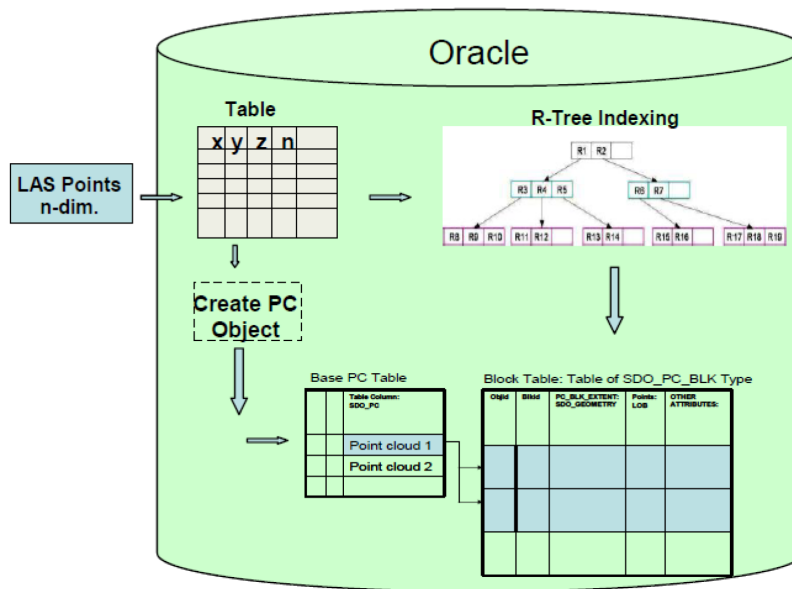 Oracle
Table
R-Tree Indexing
x y z n
LAS Points
n-dim.
R1 R2
R3 R4 R5
R6 R7
R8 R9 R10
R11 R12
R13 R14
R15 R16
R17 R18 R19
Create PC
Object
Base PC Table
Block Table: Table of SDO_PC_BLK Type
Table Column:
SDO_PC
Point cloud 1
Point cloud 2
ObjId
BlkId
PC_BLK_EXTENT:
SDO_GEOMETRY
Points:
LOB
OTHER
ATTRIBUTES: